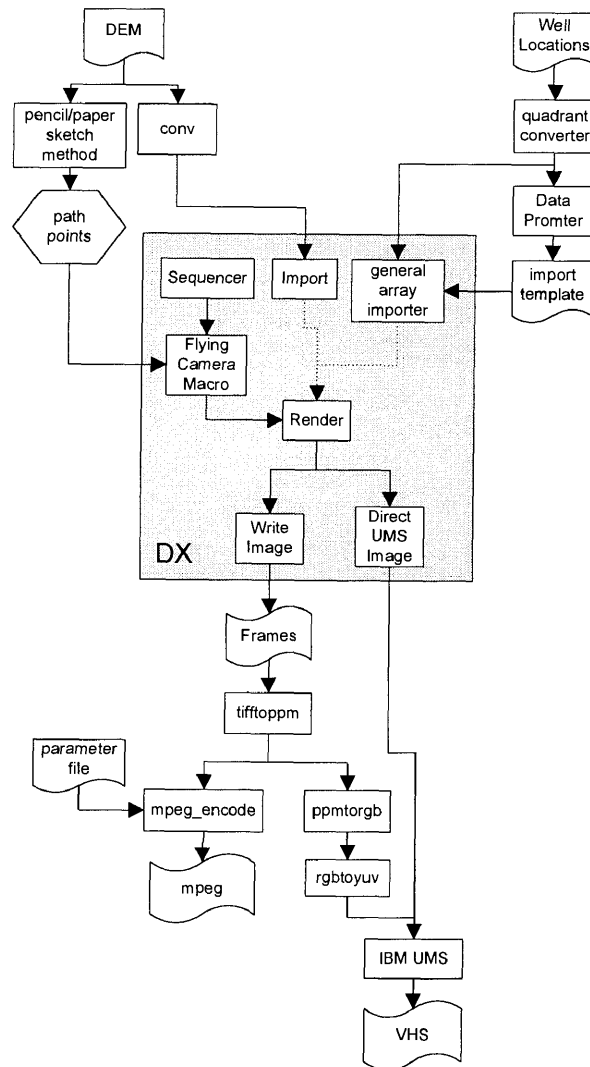 DEM
Well
Locations
pencil/paper
sketch
method
conv
quadrant
converter
path
points
Data
Promter
import
template
Sequencer
Import
general
array
importer
Flying
Camera
Macro
Render
Write
Image
Direct
UMS
Image
DX
Frames
tifftoppm
parameter
file
mpeg_encode
ppmtorgb
mpeg
rgbtoyuv
IBM UMS
VHS